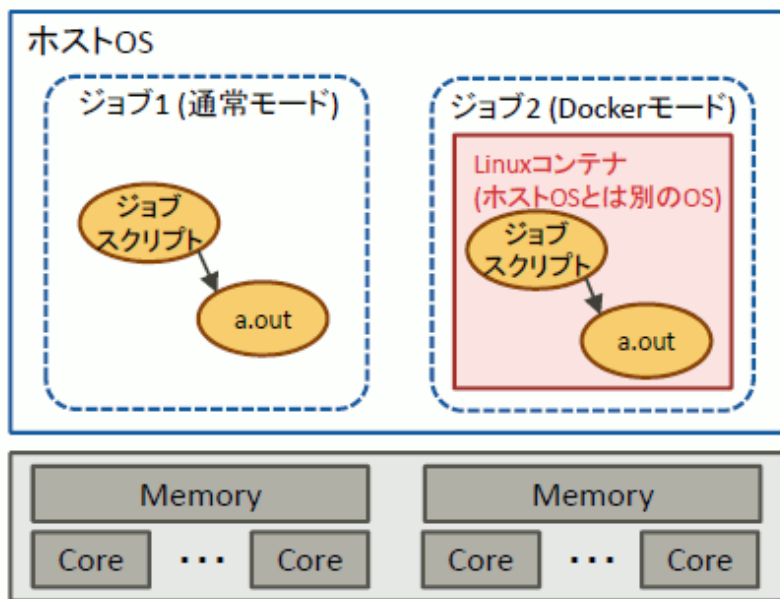 ホストOS
ジョブ1 (通常モード)
ジョブ
スクリプト
a.out
ジョブ2 (Dockerモード)
Linuxコンテナ
(ホストOSとは別のOS)
ジョブ
スクリプト
a.out
Memory
Core ・・・ Core
Memory
Core ・・・ Core